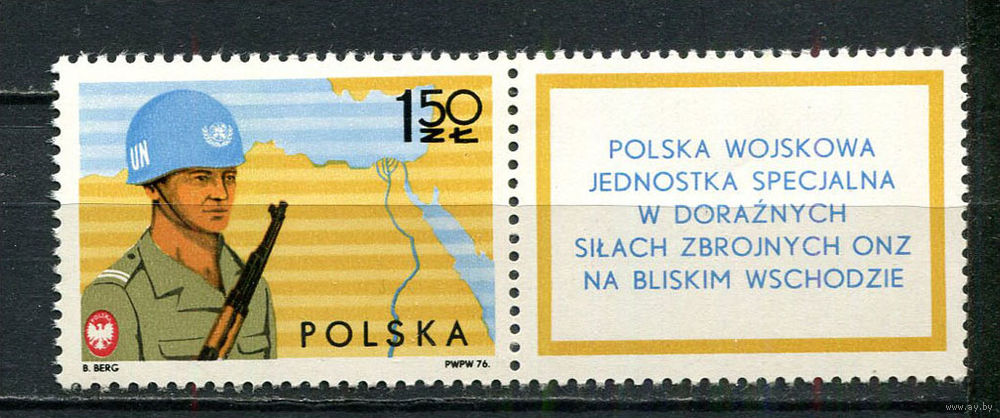 UN
1.50
ZŁ
POLSKA
POLSKA
B. BERG
PWPW 76.
POLSKA WOJSKOWA
JEDNOSTKA SPECJALNA
W DORAŹNYCH
SIŁACH ZBROJNYCH ONZ
NA BLISKIM WSCHODZIE
www.ay.by